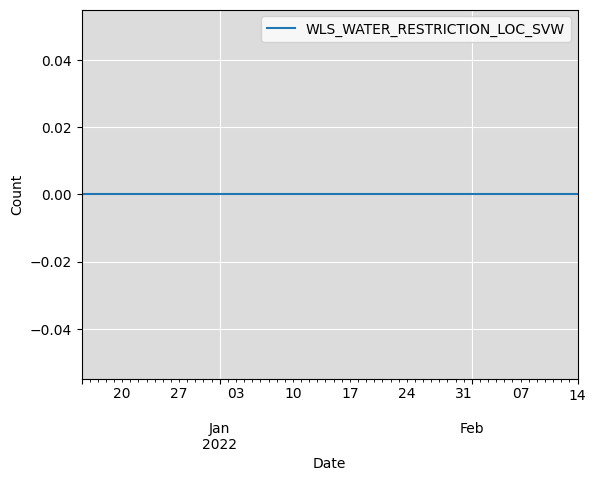 WLS_WATER_RESTRICTION_LOC_SVW
0.04
0.02
0.00
−0.02
−0.04
Count
20 27 03 10 17 24 31 07 14
Jan Feb
2022
Date